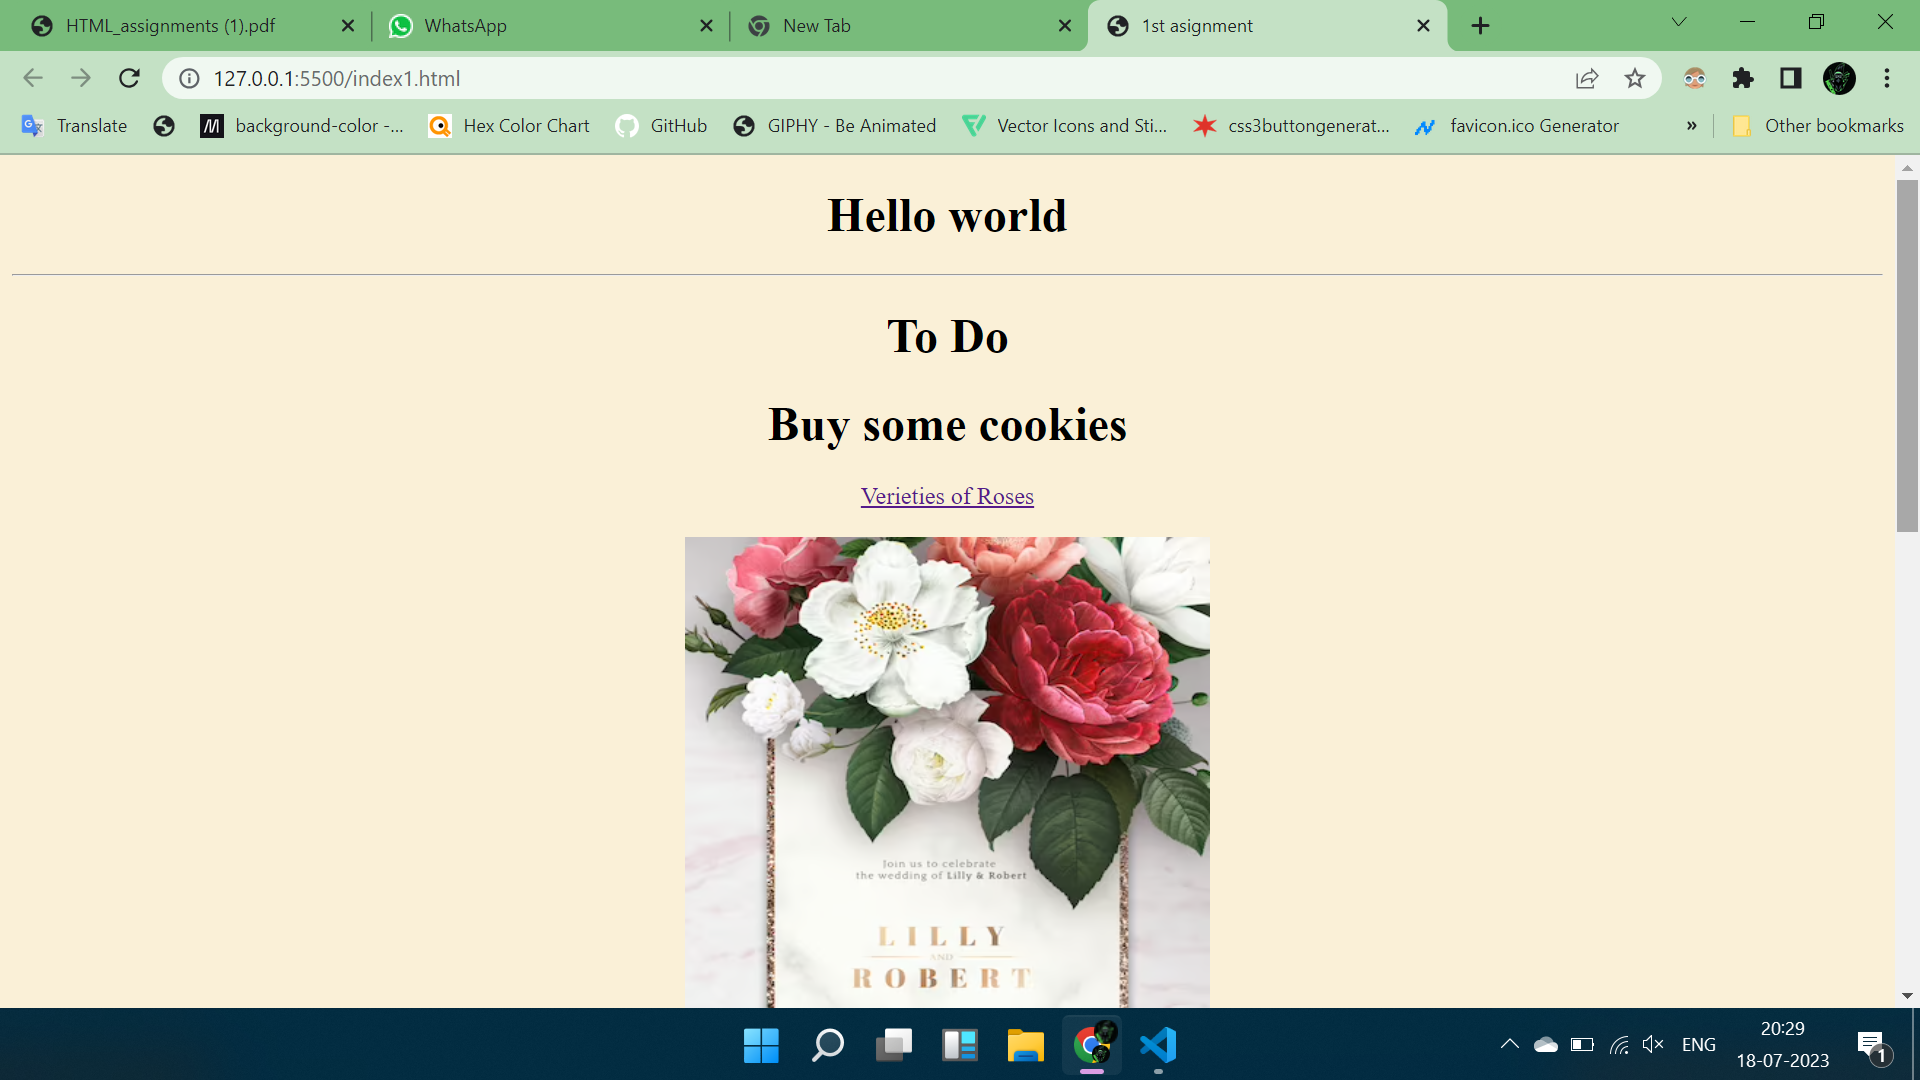 HTML_assignments (1).pdf
WhatsApp
New Tab
1st asignment
127.0.0.1:5500/index1.html
Translate
background-color -...
Hex Color Chart
GitHub
GIPHY - Be Animated
Vector Icons and Sti...
css3buttongenerat...
favicon.ico Generator
»
Other bookmarks
Hello world
To Do
Buy some cookies
Verieties of Roses
Join us to celebrate
the wedding of Lilly & Robert
LILLY
AND
ROBERT
ENG
20:29
18-07-2023
1